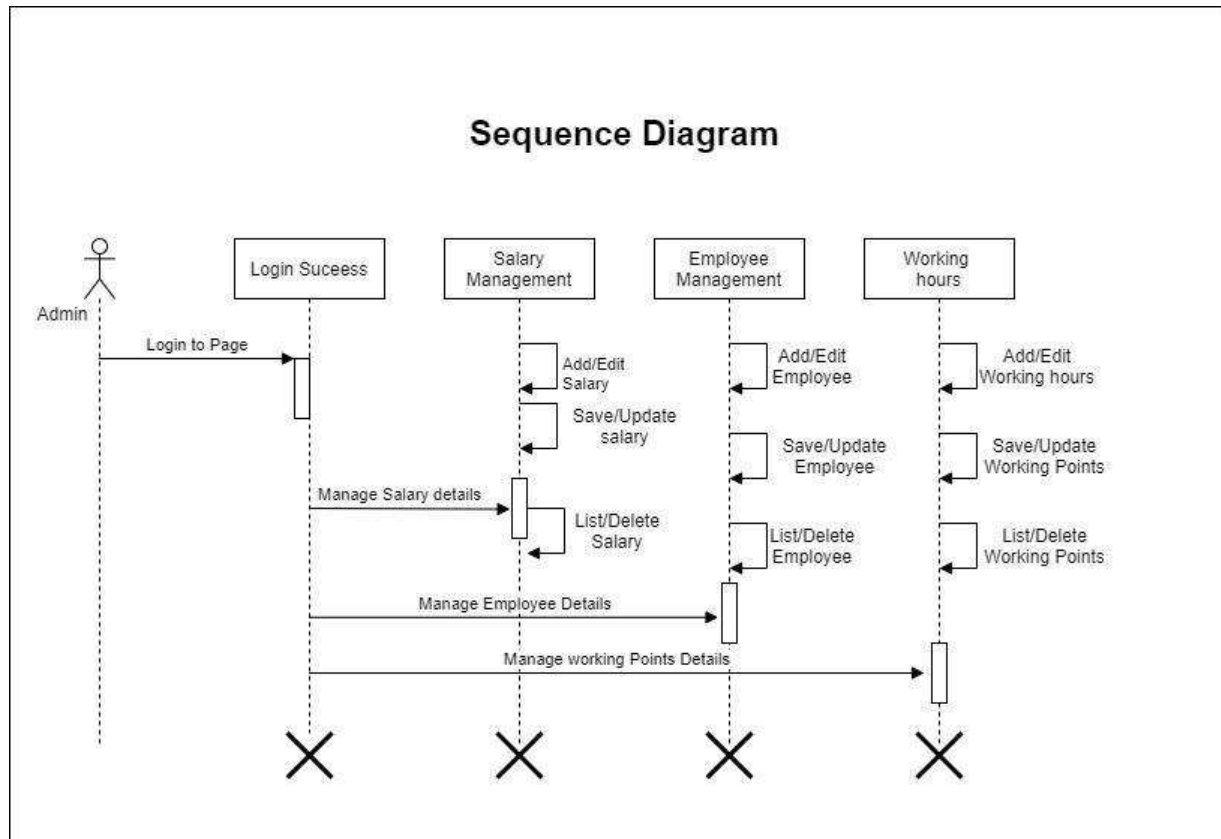 Sequence Diagram
Login Suceess
Salary
Management
Employee
Management
Working
hours
Admin
Login to Page
Add/Edit
Salary
Add/Edit
Employee
Add/Edit
Working hours
Save/Update
salary
Save/Update
Employee
Save/Update
Working Points
Manage Salary details
List/Delete
Salary
List/Delete
Employee
List/Delete
Working Points
Manage Employee Details
Manage working Points Details